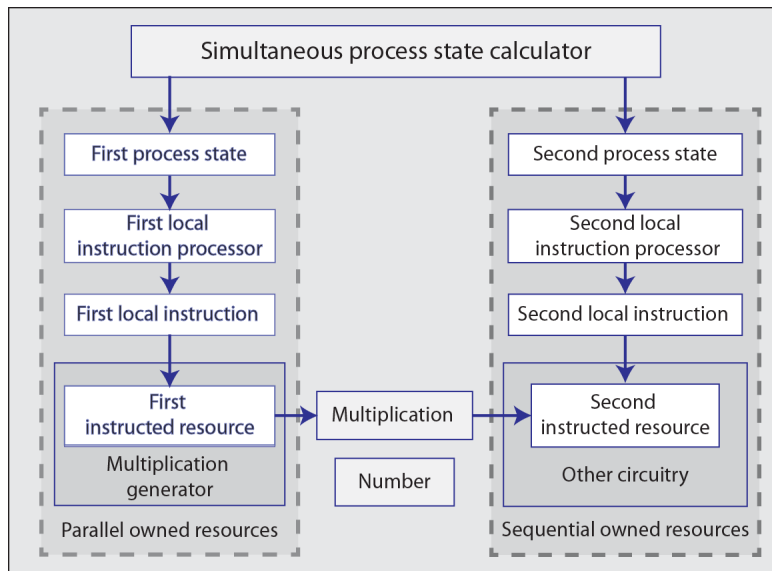 Simultaneous process state calculator
First process state
First local
instruction processor
First local instruction
First
instructed resource
Multiplication
generator
Parallel owned resources
Multiplication
Number
Second process state
Second local
instruction processor
Second local instruction
Second
instructed resource
Other circuitry
Sequential owned resources